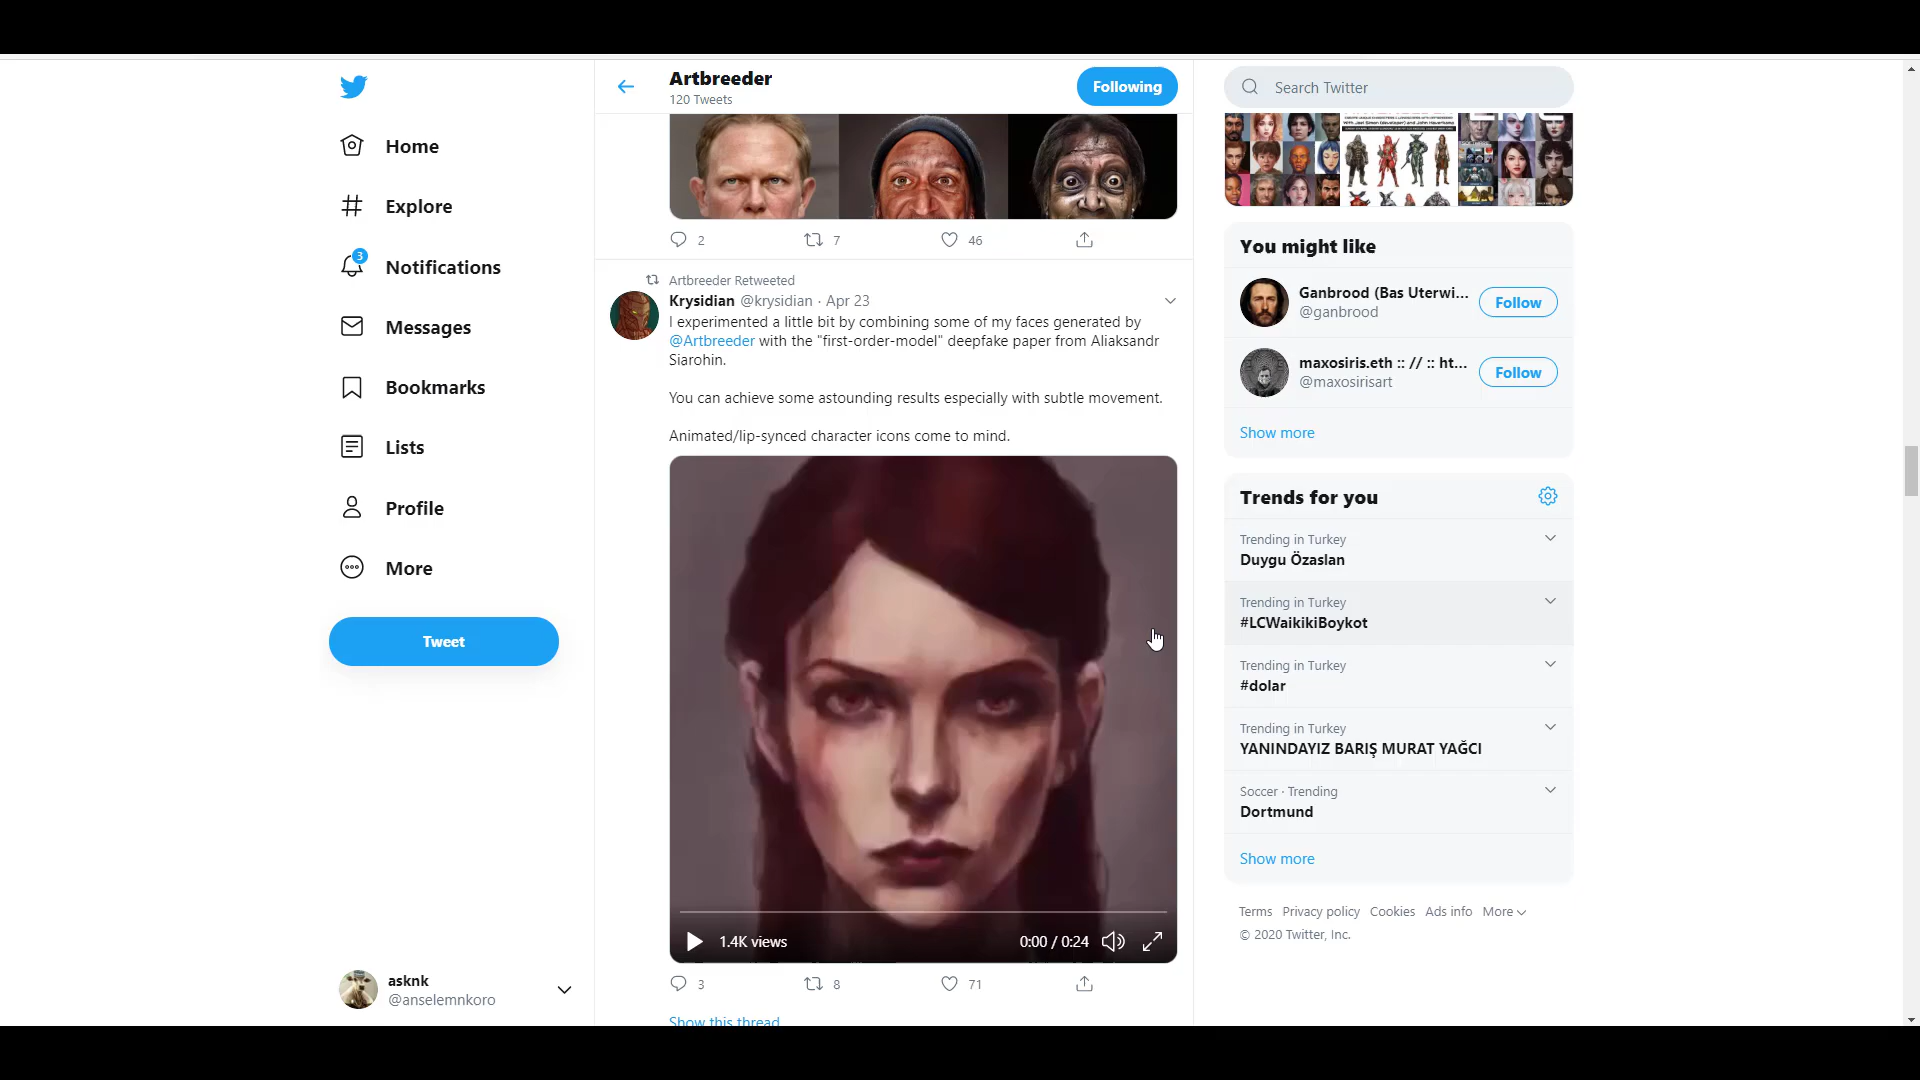 Home
Explore
3
Notifications
Messages
Bookmarks
Lists
Profile
More
Tweet
asknk
@anselemnkoro
Artbreeder
120 Tweets
Following
2
7
46
Artbreeder Retweeted
Krysidian @krysidian · Apr 23
I experimented a little bit by combining some of my faces generated by
@Artbreeder with the "first-order-model" deepfake paper from Aliaksandr
Siarohin.
You can achieve some astounding results especially with subtle movement.
Animated/lip-synced character icons come to mind.
1.4K views
0:00 / 0:24
3
8
71
Show this thread
Search Twitter
You might like
Ganbrood (Bas Uterwi...
@ganbrood
Follow
maxosiris.eth :: // :: ht...
@maxosirisart
Follow
Show more
Trends for you
Trending in Turkey
Duygu Özaslan
Trending in Turkey
#LCWaikikiBoykot
Trending in Turkey
#dolar
Trending in Turkey
YANINDAYIZ BARIŞ MURAT YAĞCI
Soccer · Trending
Dortmund
Show more
Terms Privacy policy Cookies Ads info More
© 2020 Twitter, Inc.